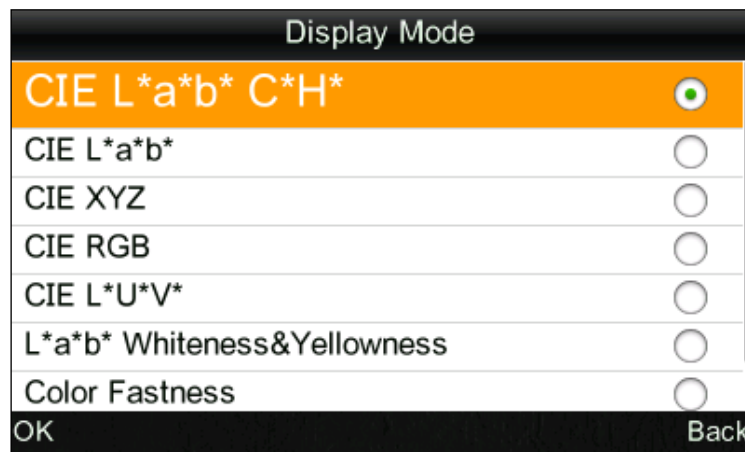 Display Mode
CIE L*a*b* C*H*
CIE L*a*b*
CIE XYZ
CIE RGB
CIE L*U*V*
L*a*b* Whiteness&Yellowness
Color Fastness
OK Back